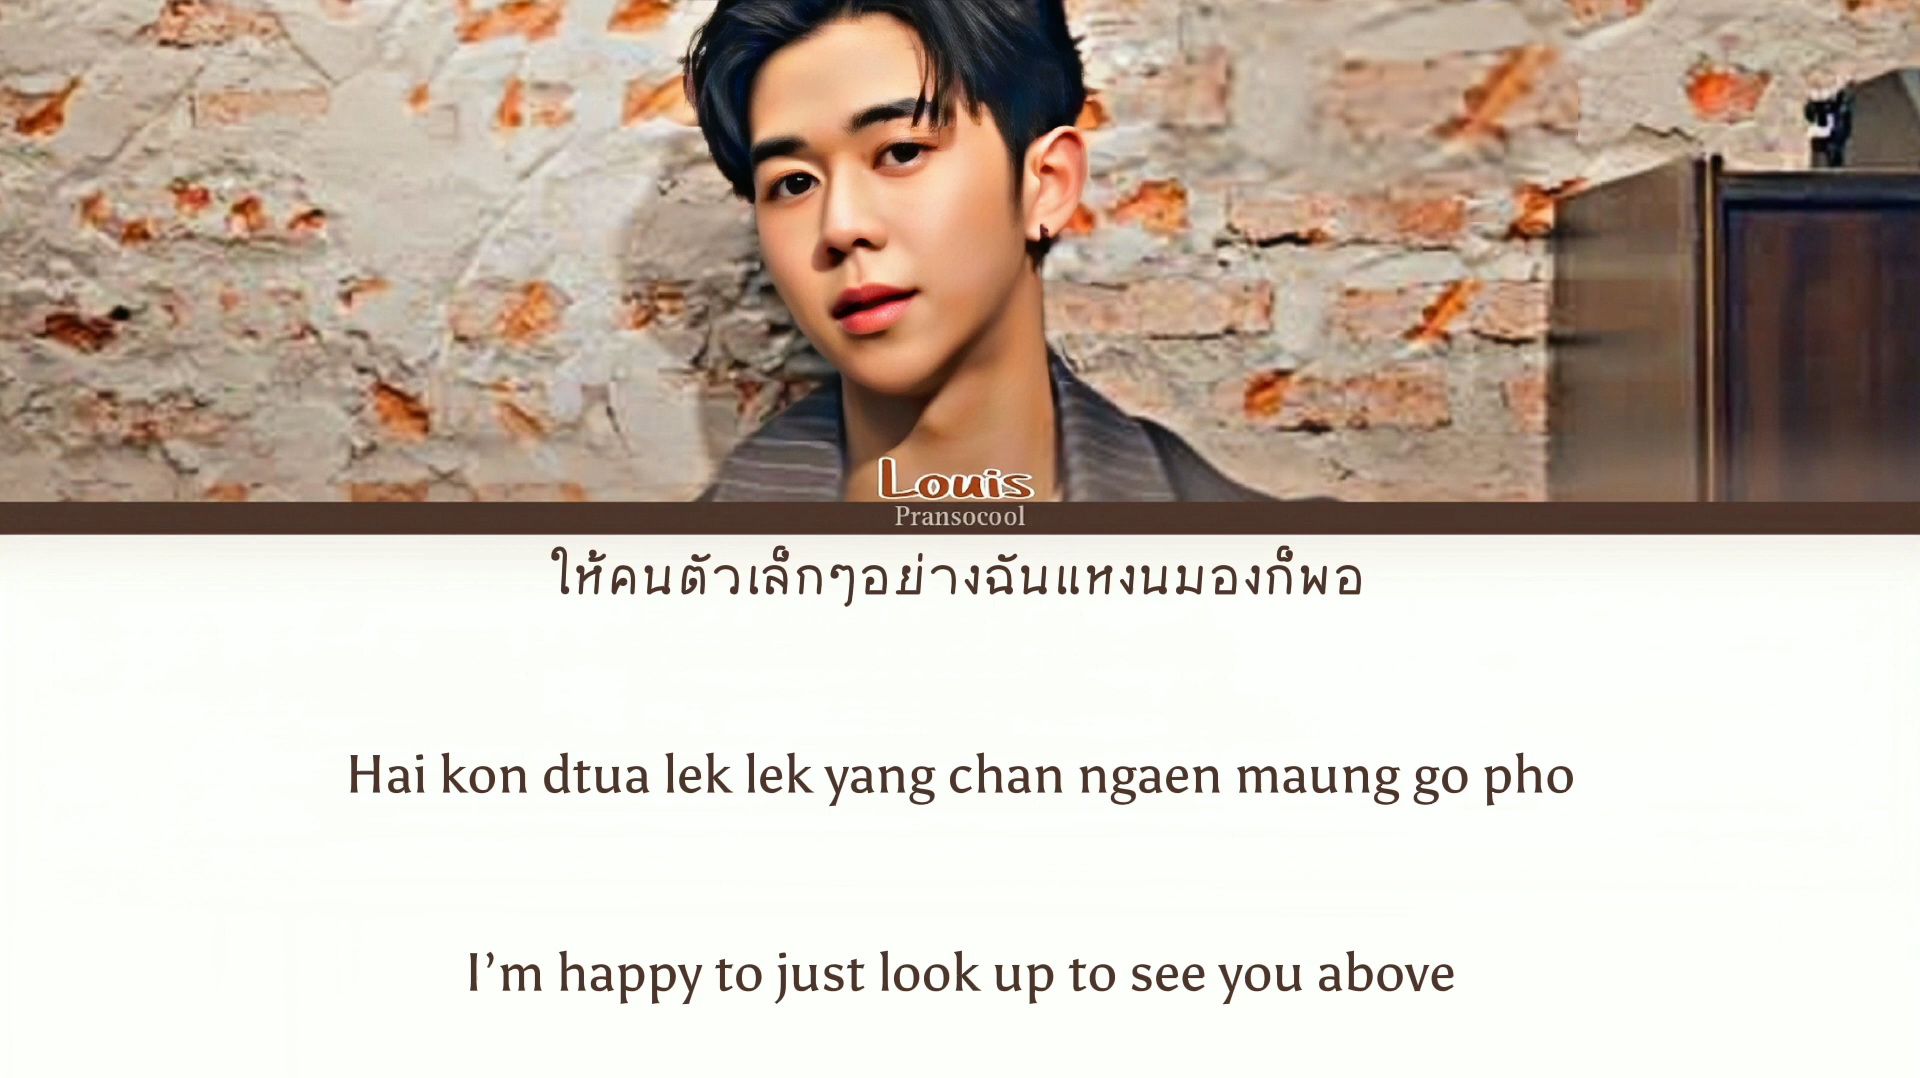 Louis
Pransocool
ให้คนตัวเล็กๆอย่างฉันแหงนมองก็พอ
Hai kon dtua lek lek yang chan ngaen maung go pho
I’m happy to just look up to see you above